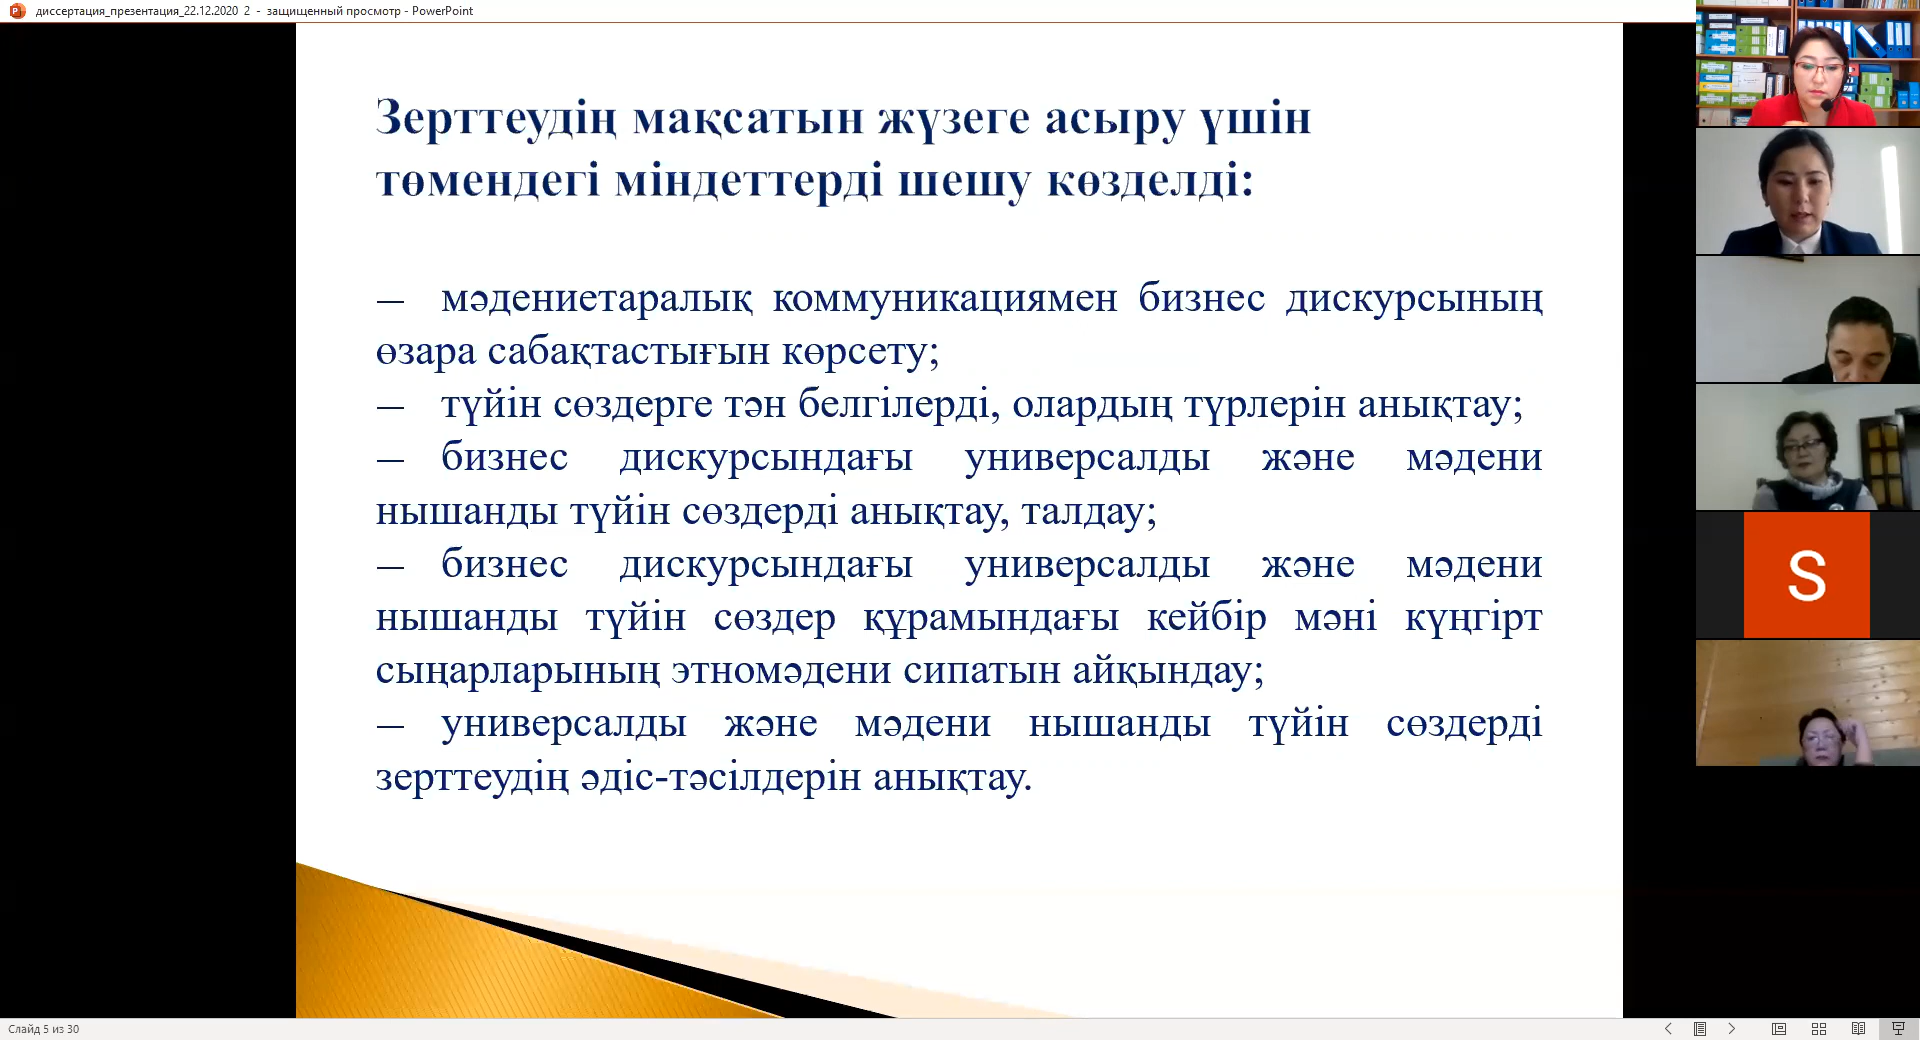 диссертация_презентация_22.12.2020 2 - защищенный просмотр - PowerPoint
Зерттеудің мақсатын жүзеге асыру үшін
төмендегі міндеттерді шешу көзделді:
— мәдениетаралық коммуникациямен бизнес дискурсының
өзара сабақтастығын көрсету;
— түйін сөздерге тән белгілерді, олардың түрлерін анықтау;
— бизнес дискурсындағы универсалды және мәдени
нышанды түйін сөздерді анықтау, талдау;
— бизнес дискурсындағы универсалды және мәдени
нышанды түйін сөздер құрамындағы кейбір мәні күңгірт
сыңарларының этномәдени сипатын айқындау;
— универсалды және мәдени нышанды түйін сөздерді
зерттеудің әдіс-тәсілдерін анықтау.
S
Слайд 5 из 30